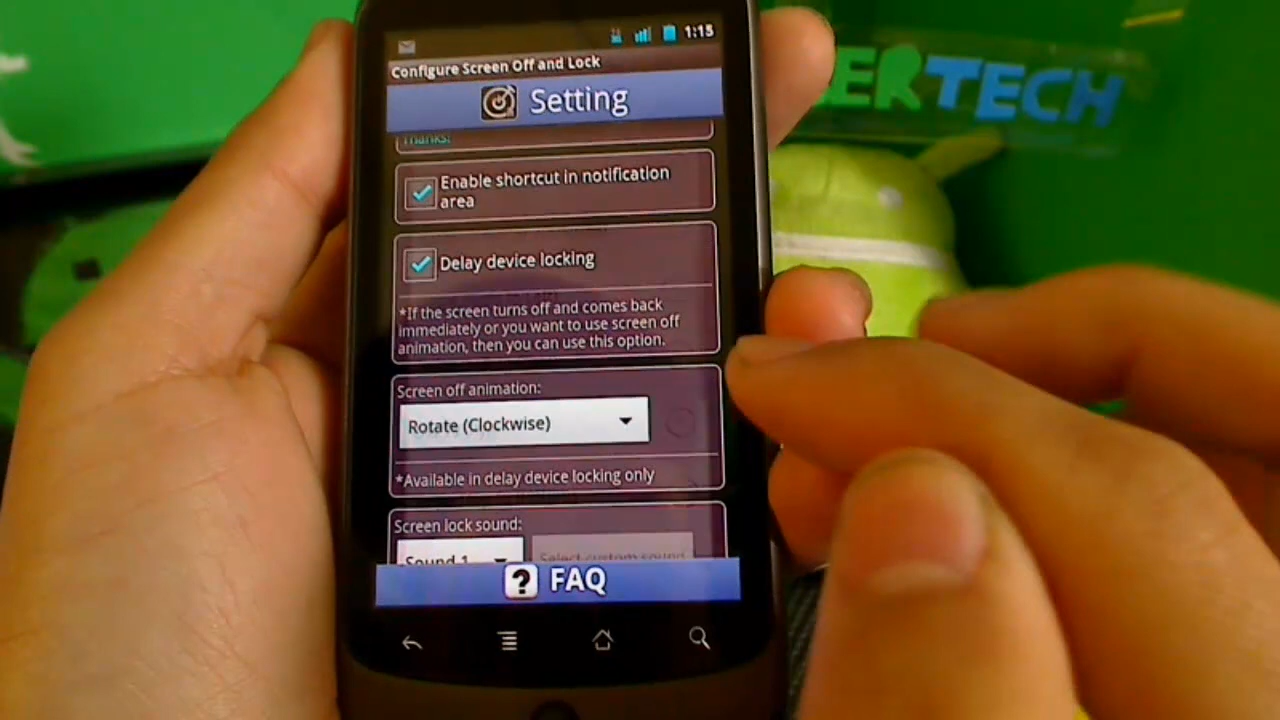 1:15
Configure Screen Off and Lock
Setting
Thanks!
Enable shortcut in notification
area
Delay device locking
*If the screen turns off and comes back
immediately or you want to use screen off
animation, then you can use this option.
Screen off animation:
Rotate (Clockwise)
*Available in delay device locking only
Screen lock sound:
Sound 1
Select custom sound
? FAQ
ERTECH